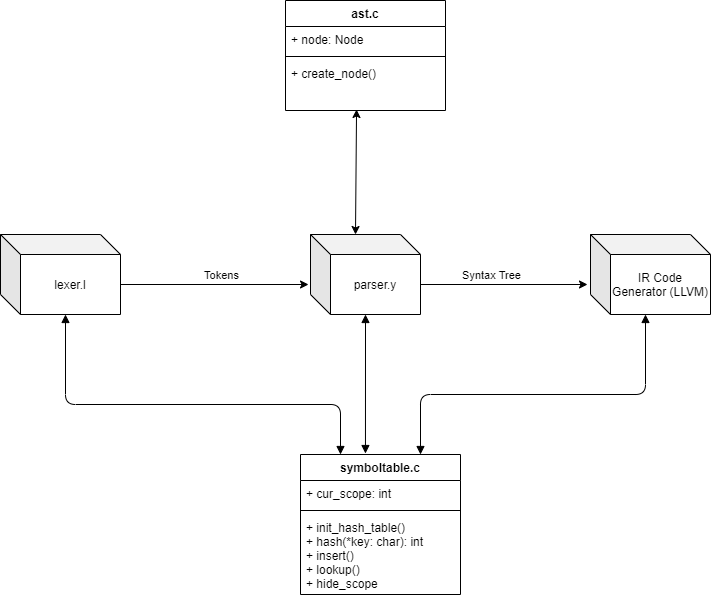 ast.c
+ node: Node
+ create_node()
lexer.l
Tokens
parser.y
Syntax Tree
IR Code
Generator (LLVM)
symboltable.c
+ cur_scope: int
+ init_hash_table()
+ hash(*key: char): int
+ insert()
+ lookup()
+ hide_scope